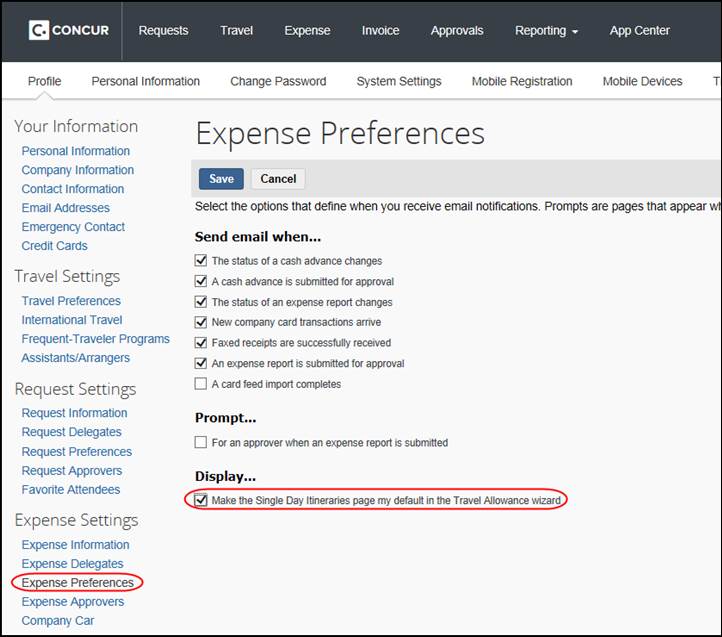 CONCUR Requests Travel Expense Invoice Approvals Reporting App Center
Profile Personal Information Change Password System Settings Mobile Registration Mobile Devices T
Your Information
Personal Information
Company Information
Contact Information
Email Addresses
Emergency Contact
Credit Cards
Travel Settings
Travel Preferences
International Travel
Frequent-Traveler Programs
Assistants/Arrangers
Request Settings
Request Information
Request Delegates
Request Preferences
Request Approvers
Favorite Attendees
Expense Settings
Expense Information
Expense Delegates
Expense Preferences
Expense Approvers
Company Car
Expense Preferences
Save Cancel
Select the options that define when you receive email notifications. Prompts are pages that appear wh
Send email when...
The status of a cash advance changes
A cash advance is submitted for approval
The status of an expense report changes
New company card transactions arrive
Faxed receipts are successfully received
An expense report is submitted for approval
A card feed import completes
Prompt...
For an approver when an expense report is submitted
Display...
Make the Single Day Itineraries page my default in the Travel Allowance wizard